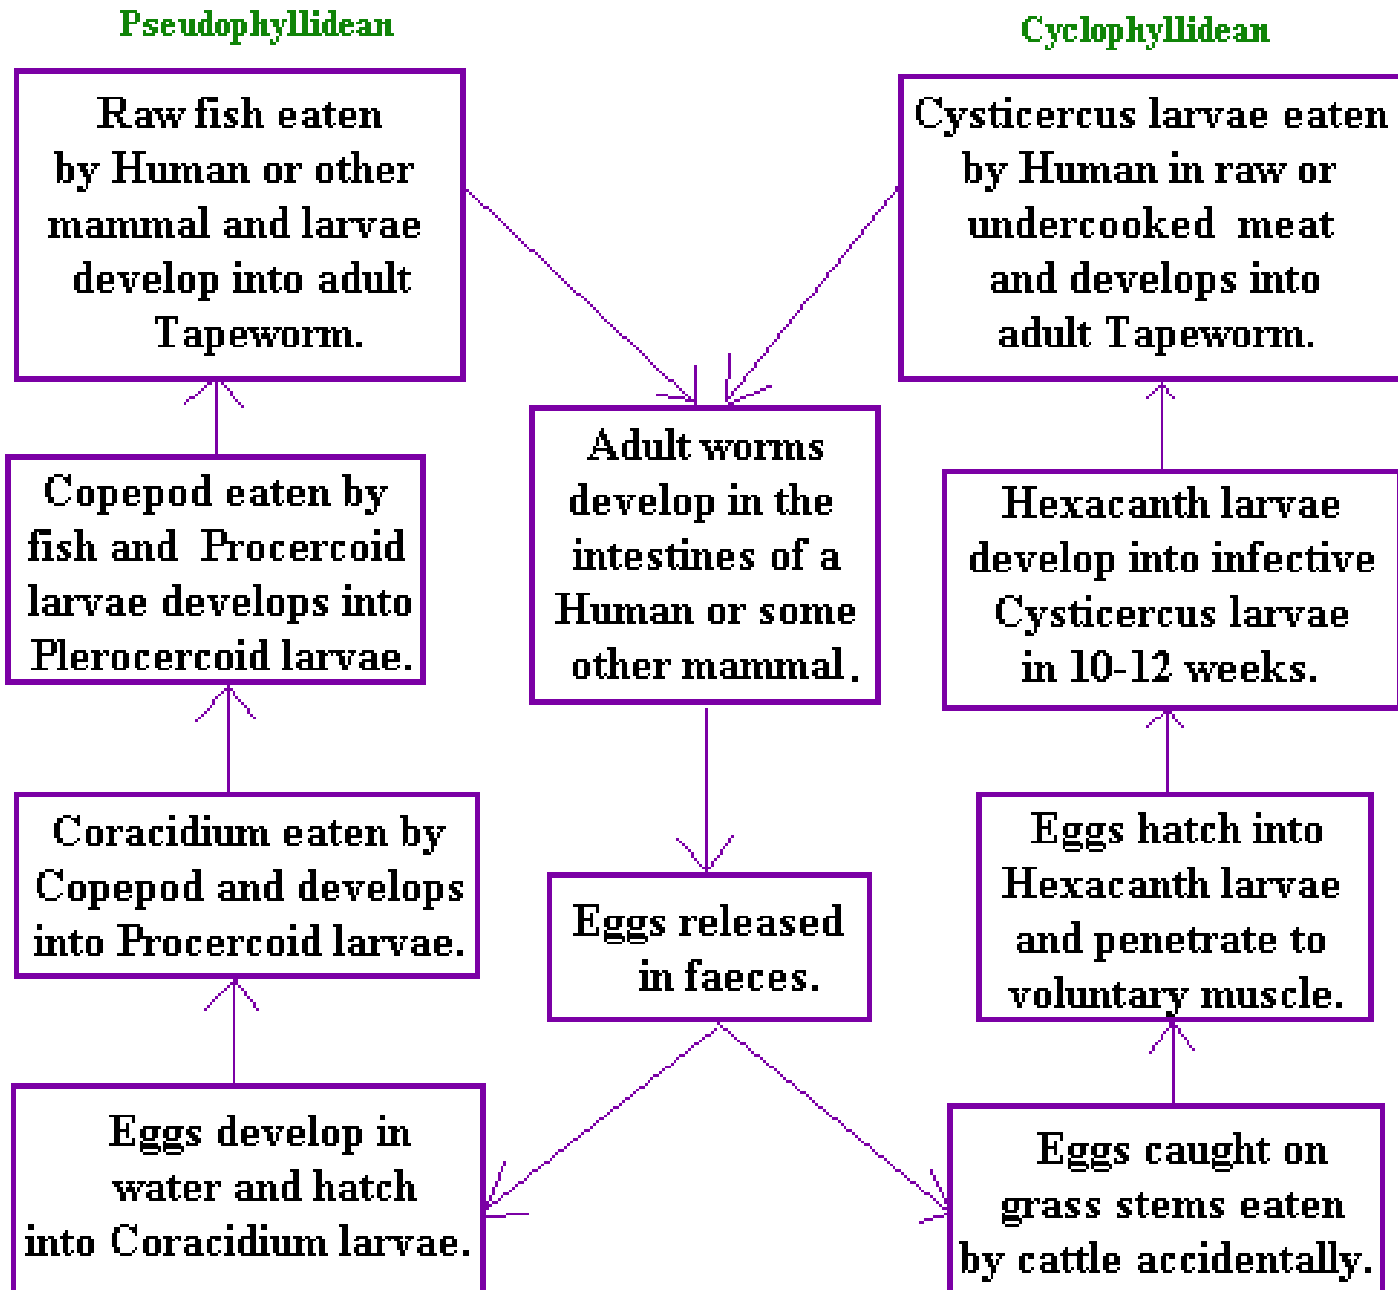 Pseudophyllidean
Cyclophyllidean
Raw fish eaten
by Human or other
mammal and larvae
develop into adult
Tapeworm.
Cysticercus larvae eaten
by Human in raw or
undercooked meat
and develops into
adult Tapeworm.
Adult worms
develop in the
intestines of a
Human or some
other mammal.
Copepod eaten by
fish and Procercoid
larvae develops into
Plerocercoid larvae.
Hexacanth larvae
develop into infective
Cysticercus larvae
in 10-12 weeks.
Coracidium eaten by
Copepod and develops
into Procercoid larvae.
Eggs released
in faeces.
Eggs hatch into
Hexacanth larvae
and penetrate to
voluntary muscle.
Eggs develop in
water and hatch
into Coracidium larvae.
Eggs caught on
grass stems eaten
by cattle accidentally.